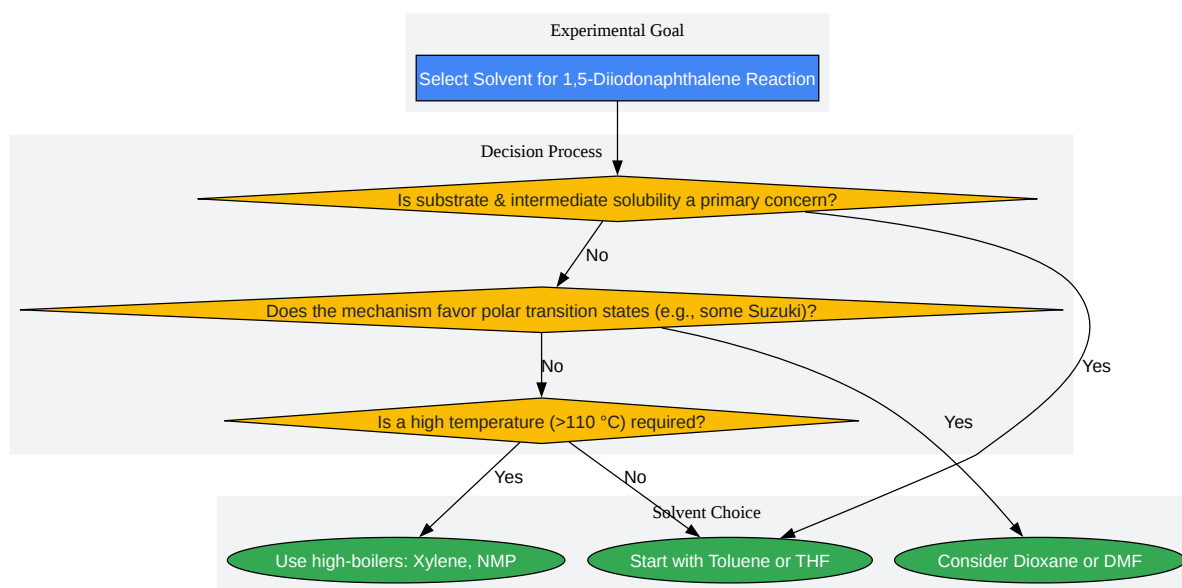 Experimental Goal
Select Solvent for 1,5-Diiodonaphthalene Reaction
Decision Process
Is substrate & intermediate solubility a primary concern?
No
Does the mechanism favor polar transition states (e.g., some Suzuki)?
No
Yes
Is a high temperature (>110 °C) required?
Yes
Yes
No
Solvent Choice
Use high-boilers: Xylene, NMP
Start with Toluene or THF
Consider Dioxane or DMF